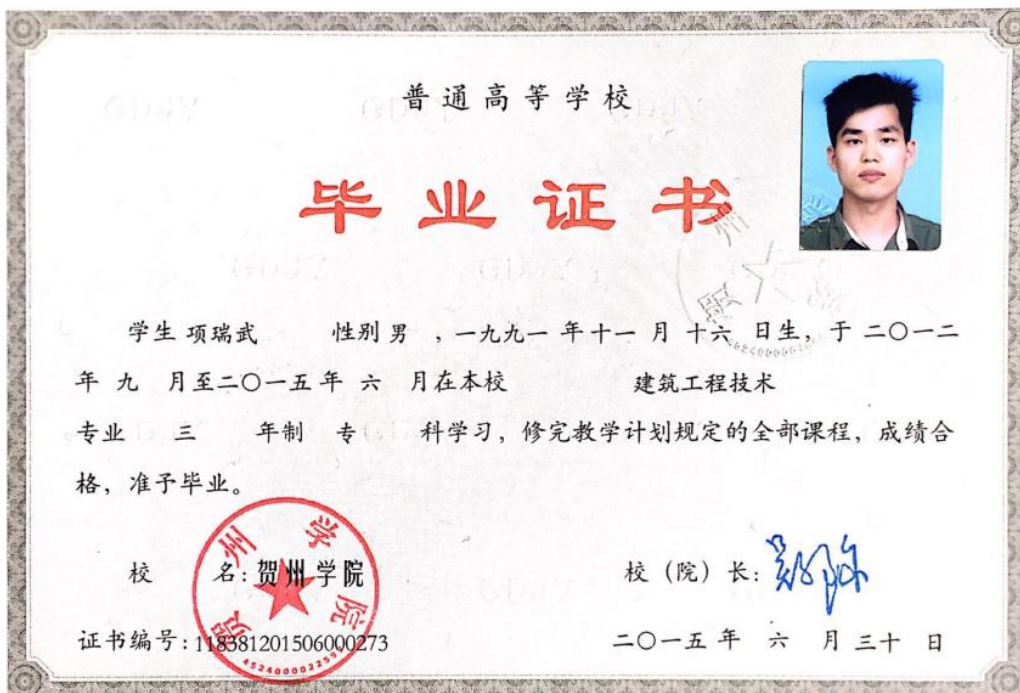 普通高等学校
毕业证书
学生 项瑞武 性别 男 ，一九九一 年 十一 月 十六 日生，于 二〇一二
年 九 月至 二〇一五 年 六 月在本校 建筑工程技术
专业 三 年制 专 科学习，修完教学计划规定的全部课程，成绩合
格，准予毕业。
校 名：贺州学院
校（院）长：
证书编号：118381201506000273
二〇一五 年 六 月 三十 日
贺州学院